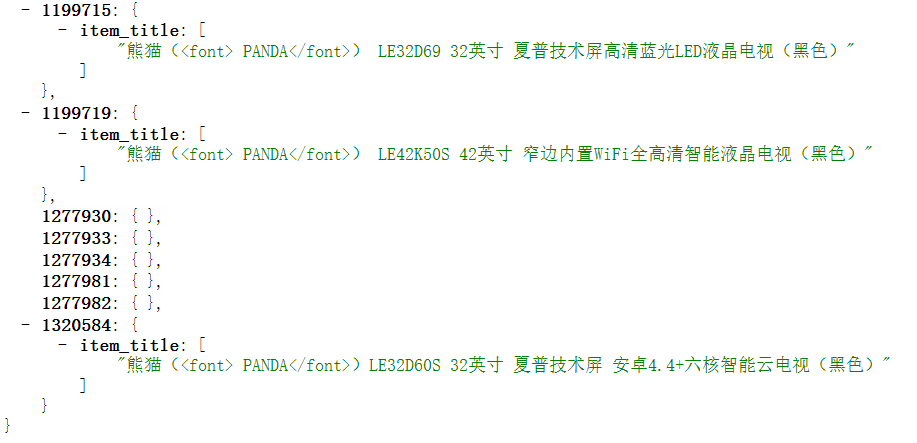 - 1199715: {
- item_title: [
"熊猫（<font> PANDA</font>） LE32D69 32英寸 夏普技术屏高清蓝光LED液晶电视（黑色）"
]
},
- 1199719: {
- item_title: [
"熊猫（<font> PANDA</font>） LE42K50S 42英寸 窄边内置WiFi全高清智能液晶电视（黑色）"
]
},
1277930: { },
1277933: { },
1277934: { },
1277981: { },
1277982: { },
- 1320584: {
- item_title: [
"熊猫（<font> PANDA</font>）LE32D60S 32英寸 夏普技术屏 安卓4.4+六核智能云电视（黑色）"
]
}
}